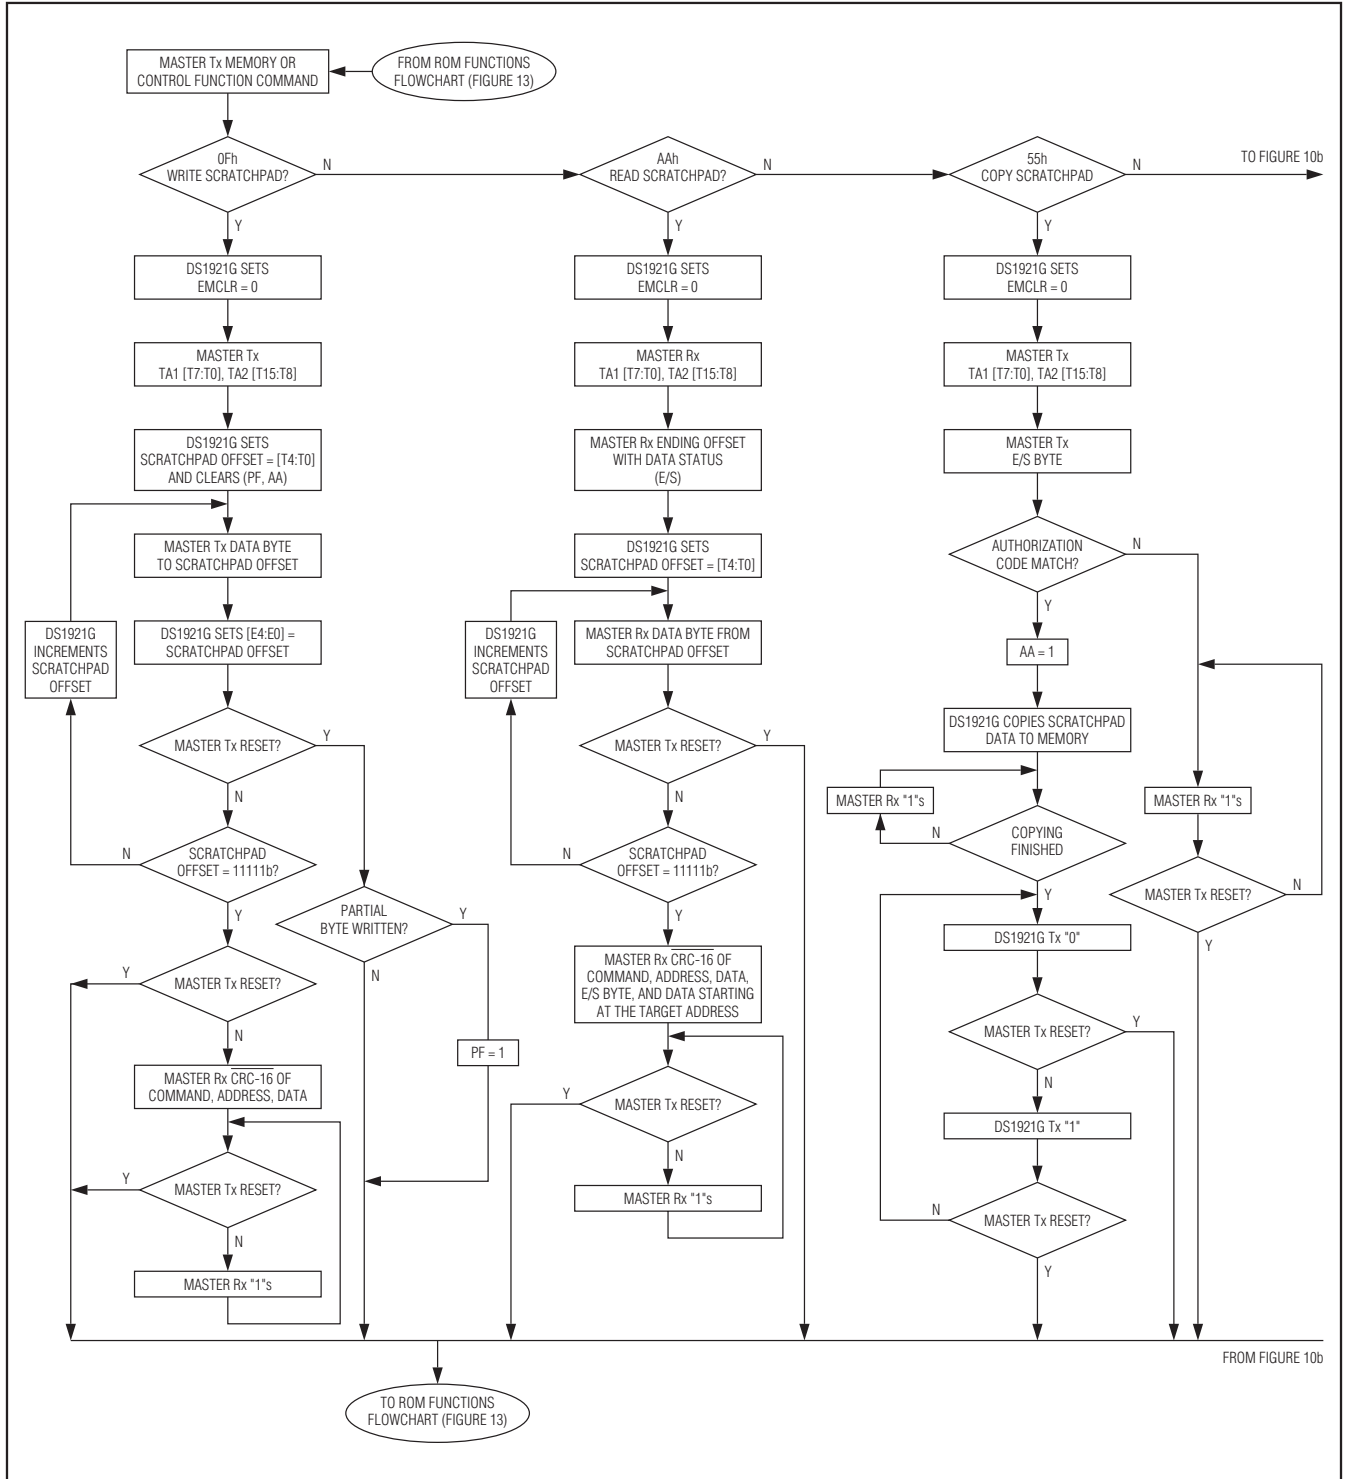 MASTER Tx MEMORY OR
CONTROL FUNCTION COMMAND
FROM ROM FUNCTIONS
FLOWCHART (FIGURE 13)
0Fh
WRITE SCRATCHPAD?
N
Y
DS1921G SETS
EMCLR = 0
MASTER Tx
TA1 [T7:T0], TA2 [T15:T8]
DS1921G SETS
SCRATCHPAD OFFSET = [T4:T0]
AND CLEARS (PF, AA)
MASTER Tx DATA BYTE
TO SCRATCHPAD OFFSET
DS1921G SETS [E4:E0] =
SCRATCHPAD OFFSET
DS1921G
INCREMENTS
SCRATCHPAD
OFFSET
MASTER Tx RESET?
Y
N
SCRATCHPAD
OFFSET = 11111b?
N
Y
PARTIAL
BYTE WRITTEN?
Y
N
PF = 1
MASTER Tx RESET?
Y
N
MASTER Rx CRC-16 OF
COMMAND, ADDRESS, DATA
MASTER Tx RESET?
Y
N
MASTER Rx "1"s
AAh
READ SCRATCHPAD?
N
Y
DS1921G SETS
EMCLR = 0
MASTER Rx
TA1 [T7:T0], TA2 [T15:T8]
MASTER Rx ENDING OFFSET
WITH DATA STATUS
(E/S)
DS1921G SETS
SCRATCHPAD OFFSET = [T4:T0]
MASTER Rx DATA BYTE FROM
SCRATCHPAD OFFSET
DS1921G
INCREMENTS
SCRATCHPAD
OFFSET
MASTER Tx RESET?
Y
N
SCRATCHPAD
OFFSET = 11111b?
N
Y
MASTER Rx CRC-16 OF
COMMAND, ADDRESS, DATA,
E/S BYTE, AND DATA STARTING
AT THE TARGET ADDRESS
MASTER Tx RESET?
Y
N
MASTER Rx "1"s
55h
COPY SCRATCHPAD
N
TO FIGURE 10b
Y
DS1921G SETS
EMCLR = 0
MASTER Tx
TA1 [T7:T0], TA2 [T15:T8]
MASTER Tx
E/S BYTE
AUTHORIZATION
CODE MATCH?
N
Y
AA = 1
DS1921G COPIES SCRATCHPAD
DATA TO MEMORY
MASTER Rx "1"s
COPYING
FINISHED
N
Y
DS1921G Tx "0"
MASTER Tx RESET?
Y
N
DS1921G Tx "1"
MASTER Tx RESET?
N
Y
MASTER Rx "1"s
MASTER Tx RESET?
N
Y
FROM FIGURE 10b
TO ROM FUNCTIONS
FLOWCHART (FIGURE 13)